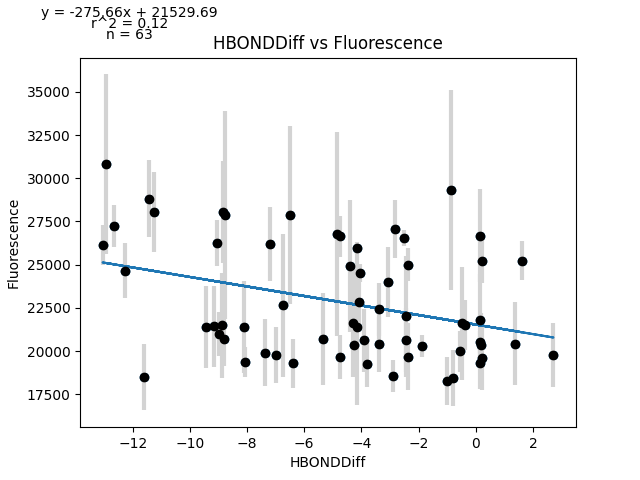 y = -275.66x + 21529.69
r^2 = 0.12
n = 63
HBONDDiff vs Fluorescence
Fluorescence
35000
32500
30000
27500
25000
22500
20000
17500
−12
−10
−8
−6
−4
−2
0
2
HBONDDiff